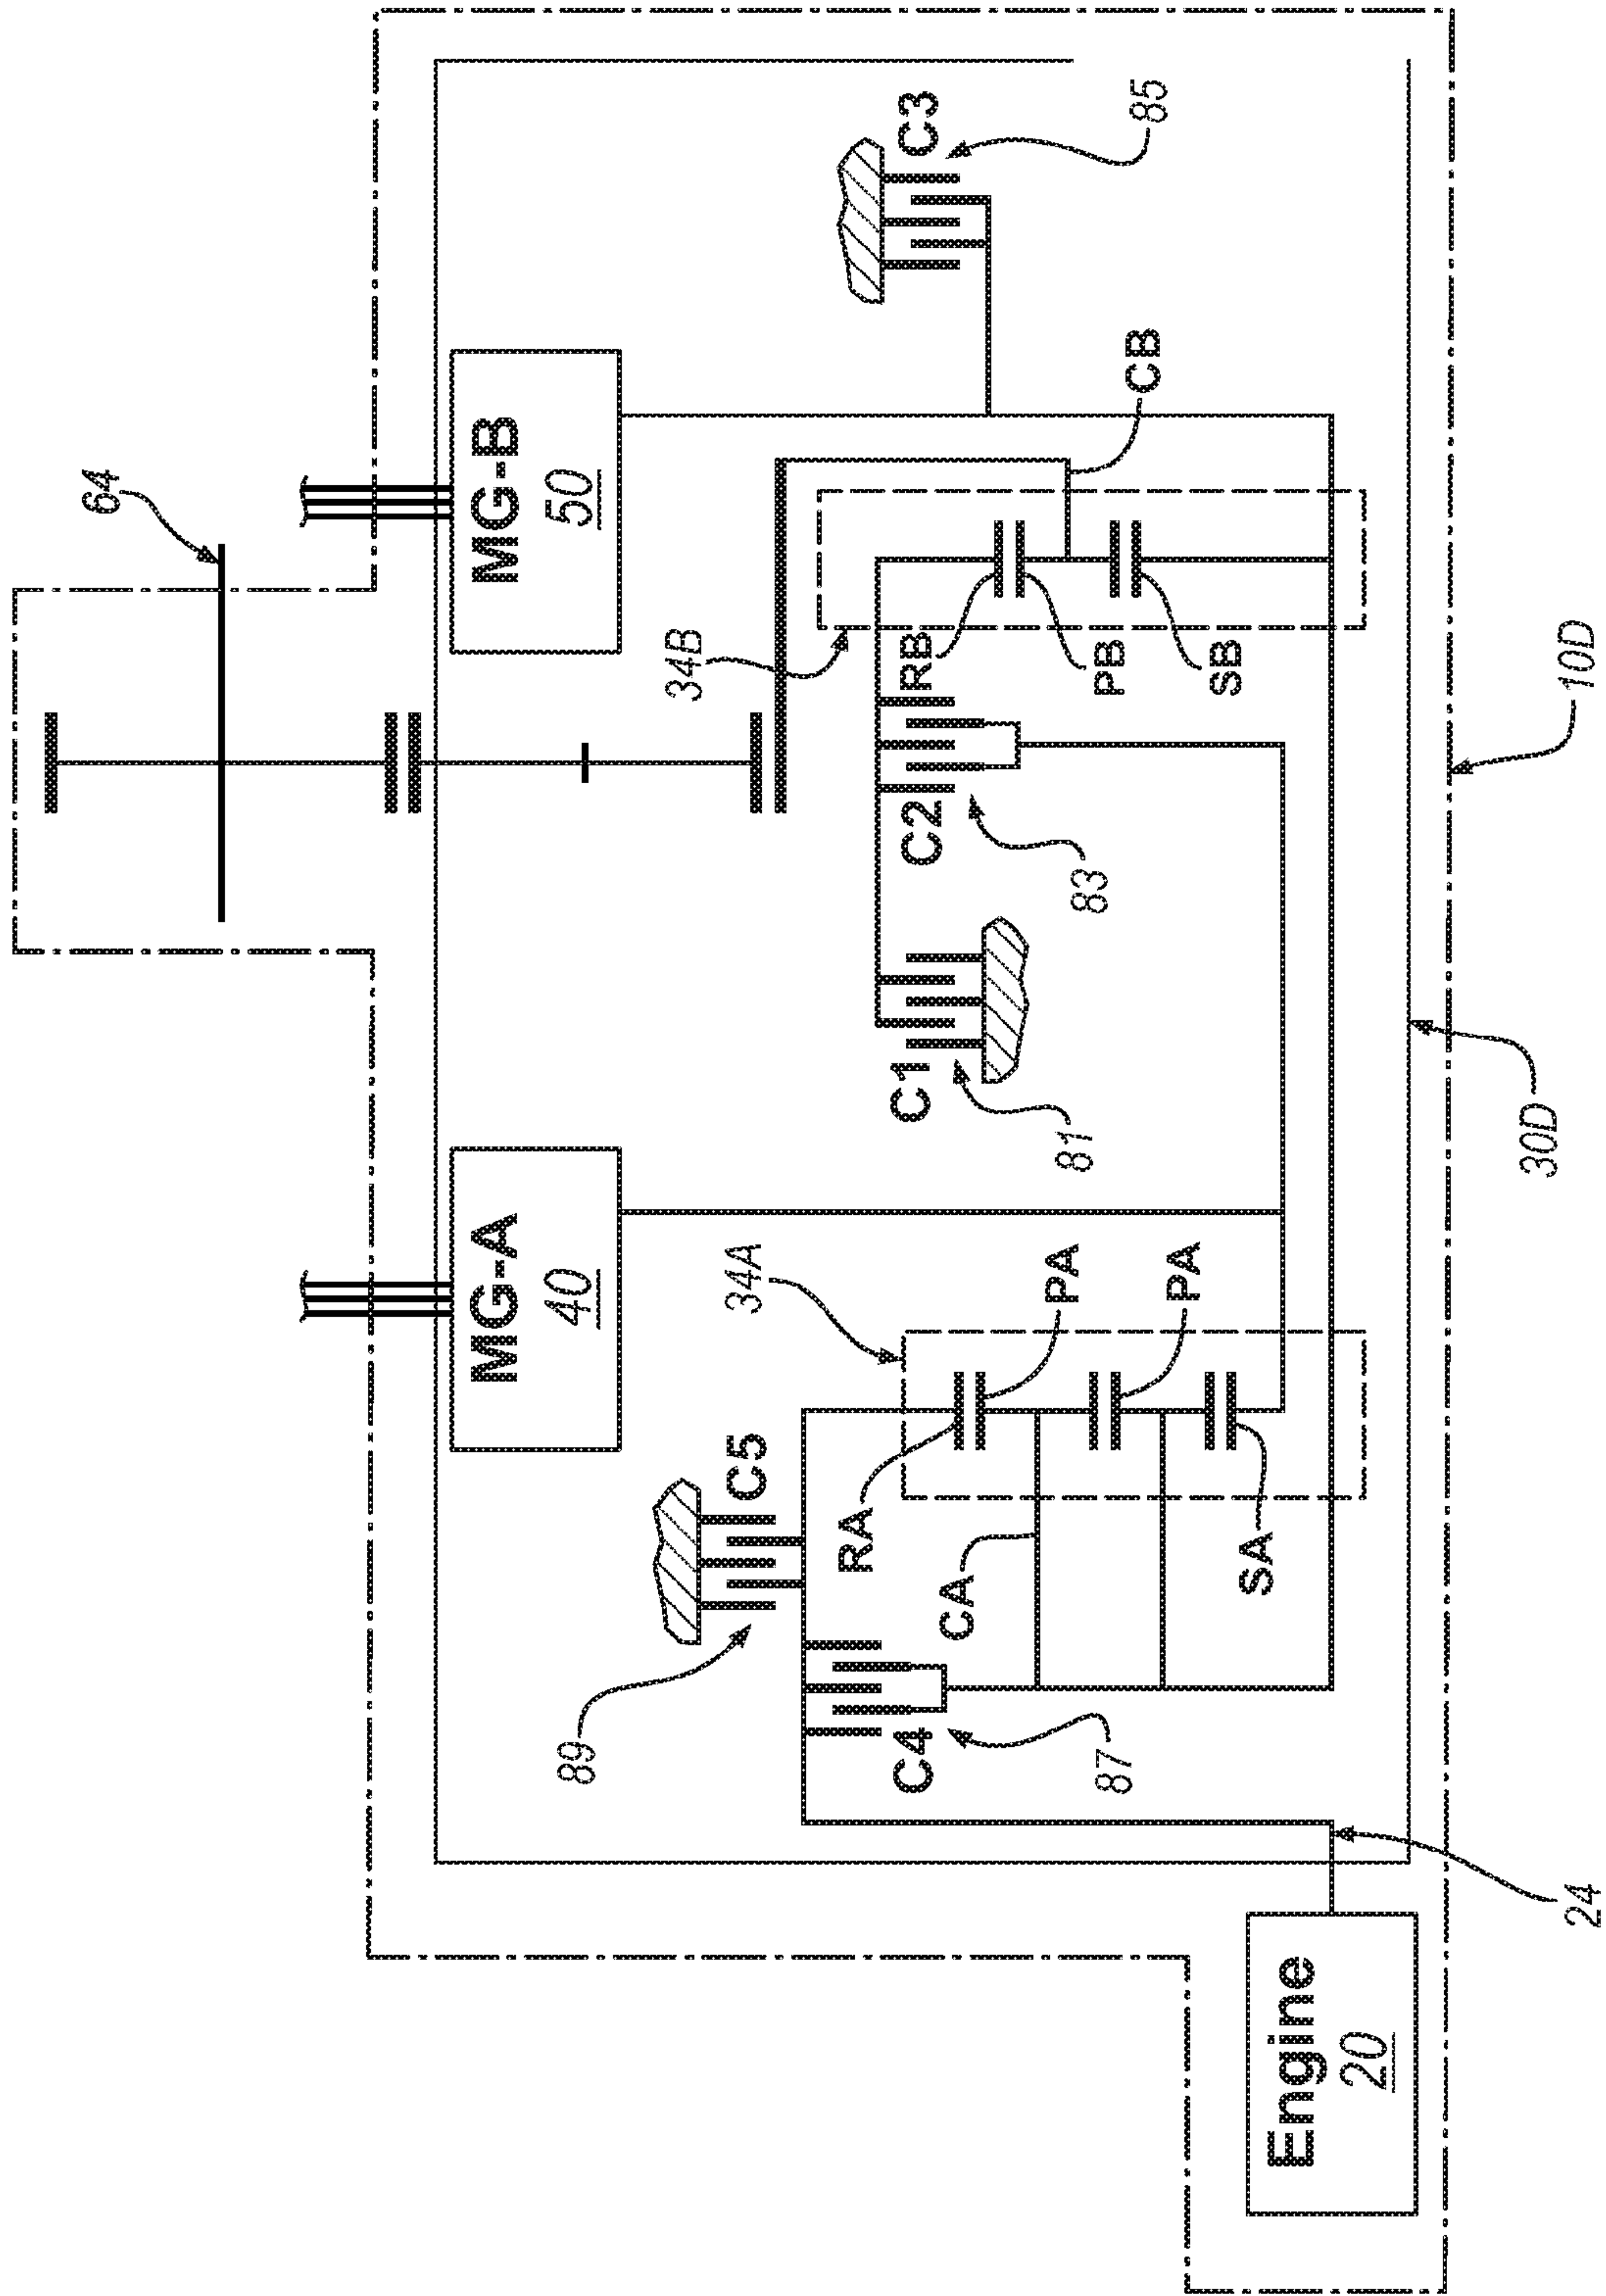 64
MG-A
40
MG-B
50
C5
89
C4
87
RA
CA
SA
34A
PA
PA
C1
81
C2
83
34B
RB
PB
SB
CB
C3
85
Engine
20
24
30D
10D